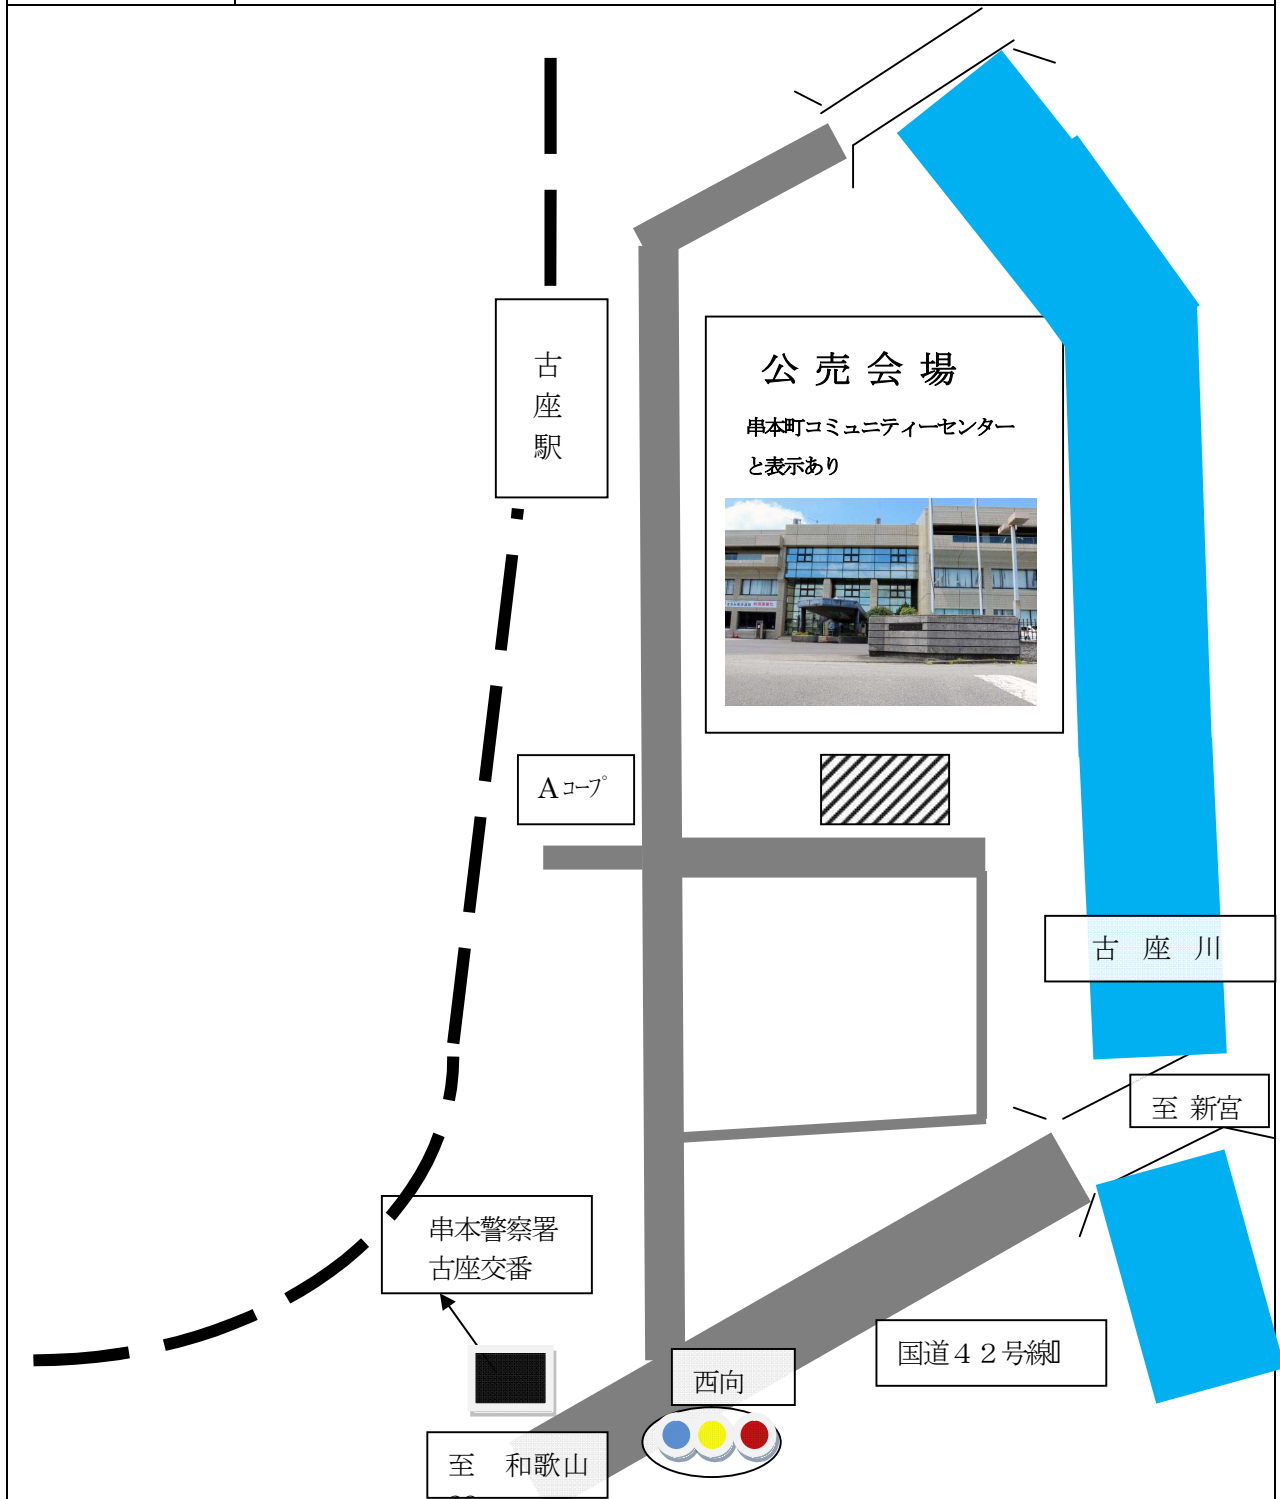 古座駅
公売会場
串本町コミュニティーセンター
と表示あり
Aコープ
古 座 川
至 新宮
串本警察署
古座交番
国道４２号線
西向
至 和歌山